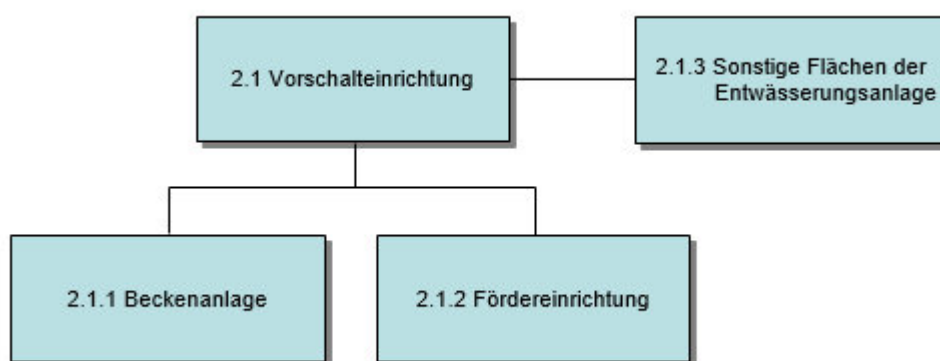 2.1 Vorschalteinrichtung
2.1.3 Sonstige Flächen der
Entwässerungsanlage
2.1.1 Beckenanlage
2.1.2 Fördereinrichtung